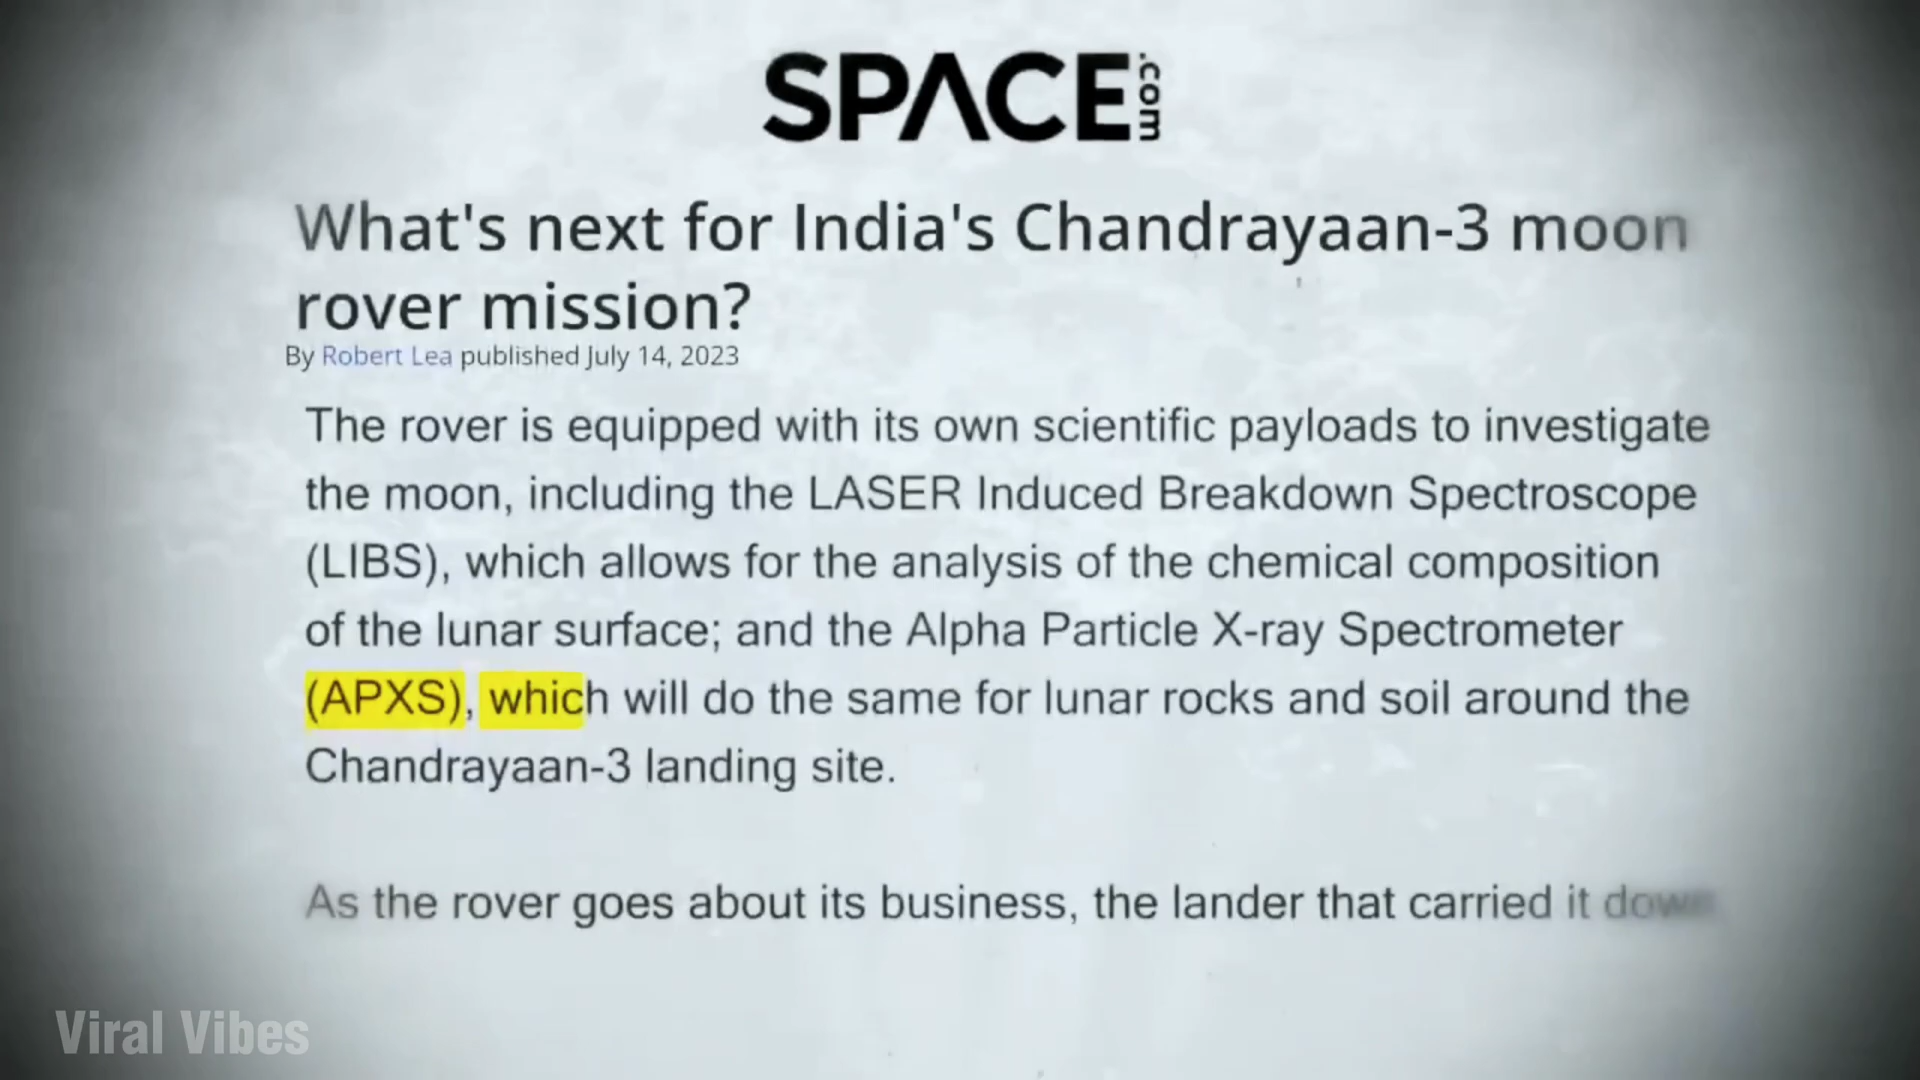 SPACE.com
What's next for India's Chandrayaan-3 moon
rover mission?
By Robert Lea published July 14, 2023
The rover is equipped with its own scientific payloads to investigate
the moon, including the LASER Induced Breakdown Spectroscope
(LIBS), which allows for the analysis of the chemical composition
of the lunar surface; and the Alpha Particle X-ray Spectrometer
(APXS), which will do the same for lunar rocks and soil around the
Chandrayaan-3 landing site.
As the rover goes about its business, the lander that carried it down
Viral Vibes